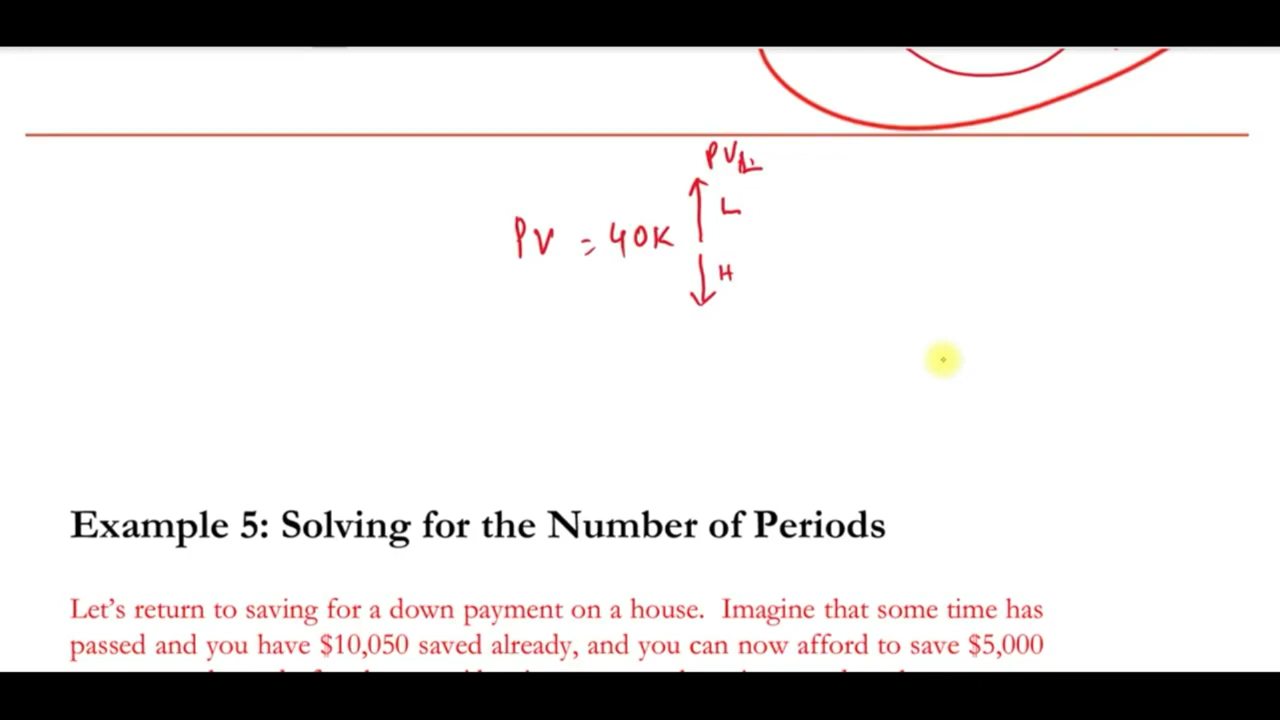 PV
L
PV = 40K
H
Example 5: Solving for the Number of Periods
Let's return to saving for a down payment on a house. Imagine that some time has
passed and you have $10,050 saved already, and you can now afford to save $5,000